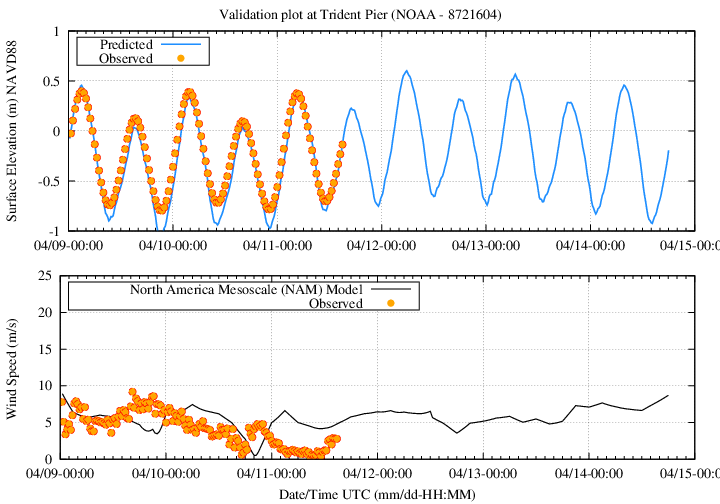 Validation plot at Trident Pier (NOAA - 8721604)
Surface Elevation (m) NAVD88
1
0.5
0
-0.5
-1
Predicted
Observed
04/09-00:00 04/10-00:00 04/11-00:00 04/12-00:00 04/13-00:00 04/14-00:00 04/15-00:00
Wind Speed (m/s)
25
20
15
10
5
0
North America Mesoscale (NAM) Model
Observed
04/09-00:00 04/10-00:00 04/11-00:00 04/12-00:00 04/13-00:00 04/14-00:00 04/15-00:00
Date/Time UTC (mm/dd-HH:MM)